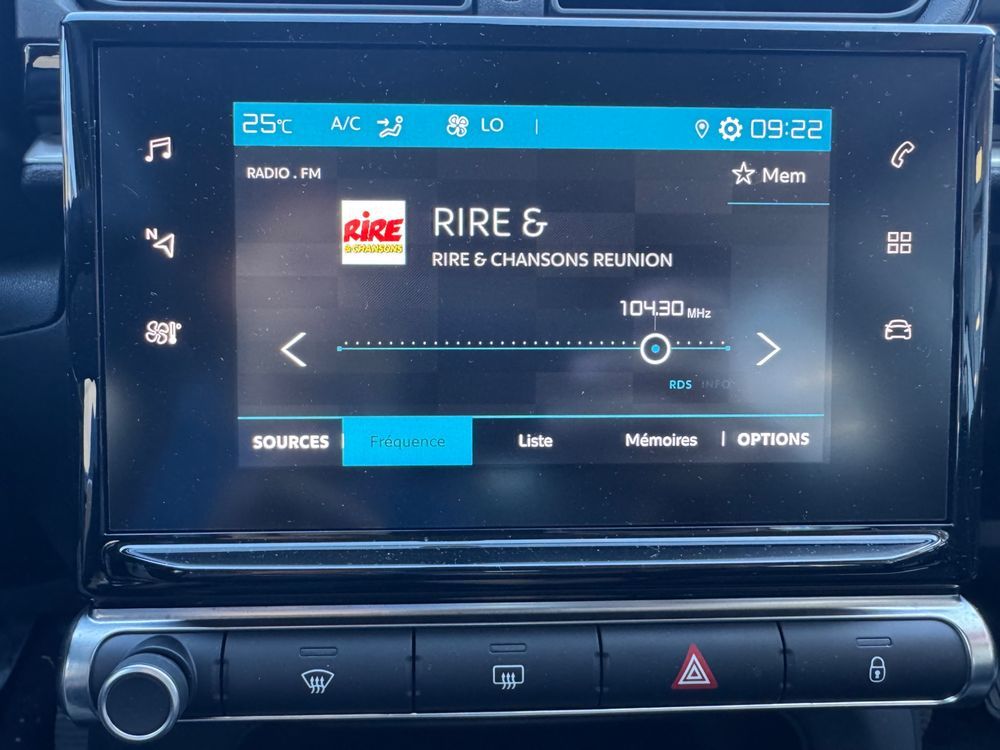 25°C A/C LO 09:22
RADIO . FM
Mem
RiRE
& CHANSONS
RIRE &
RIRE & CHANSONS REUNION
104.30 MHz
N
RDS INFO
SOURCES Fréquence Liste Mémoires OPTIONS